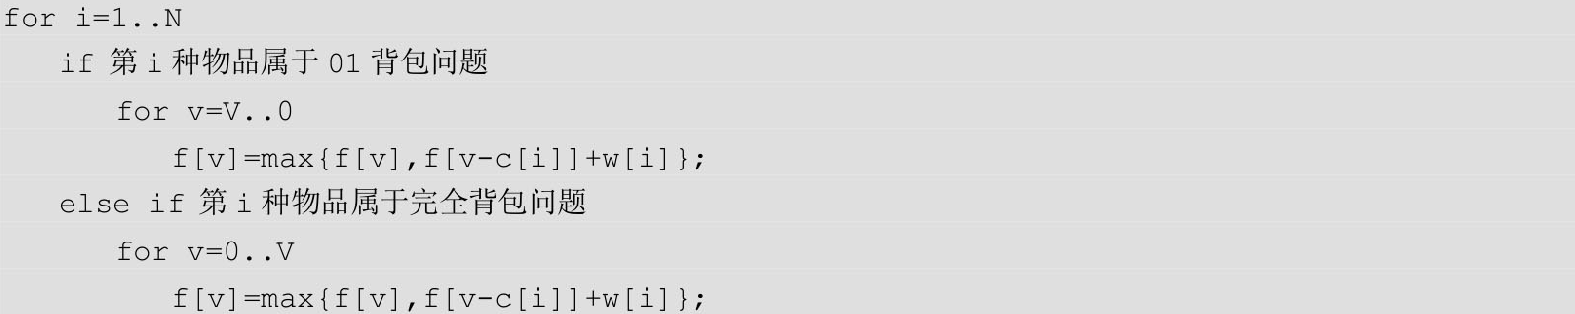 for i=1..N
if 第 i 种物品属于 01 背包问题
for v=V..0
f[v]=max{f[v],f[v-c[i]]+w[i]};
else if 第 i 种物品属于完全背包问题
for v=0..V
f[v]=max{f[v],f[v-c[i]]+w[i]};